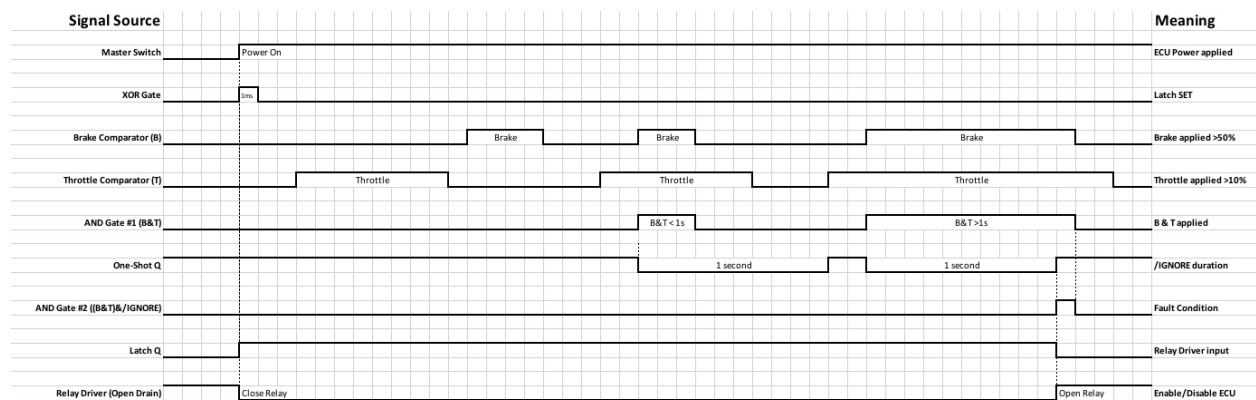 Signal Source Meaning
Master Switch Power On ECU Power applied
XOR Gate 1ms Latch SET
Brake Comparator (B) Brake Brake Brake Brake applied >50%
Throttle Comparator (T) Throttle Throttle Throttle Throttle applied >10%
AND Gate #1 (B&T) B&T < 1s B&T >1s B & T applied
One-Shot Q 1 second 1 second /IGNORE duration
AND Gate #2 ((B&T)&/IGNORE) Fault Condition
Latch Q Relay Driver input
Relay Driver (Open Drain) Close Relay Open Relay Enable/Disable ECU